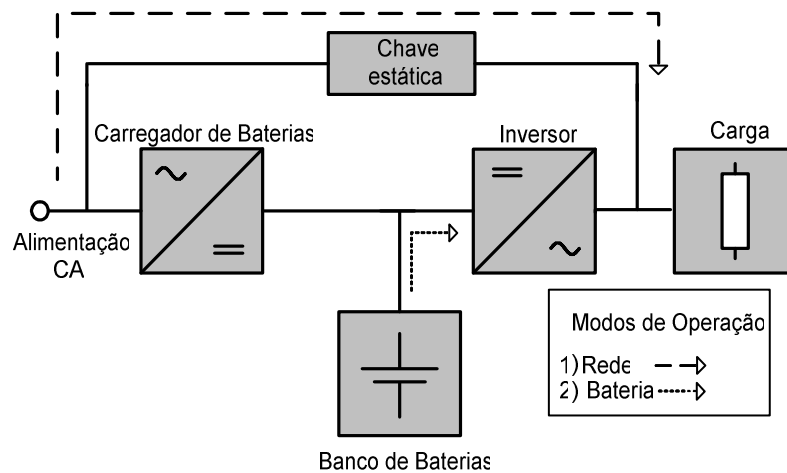 Chave
estática
Carregador de Baterias
Inversor
Carga
Alimentação
CA
Modos de Operação
1) Rede
2) Bateria
Banco de Baterias